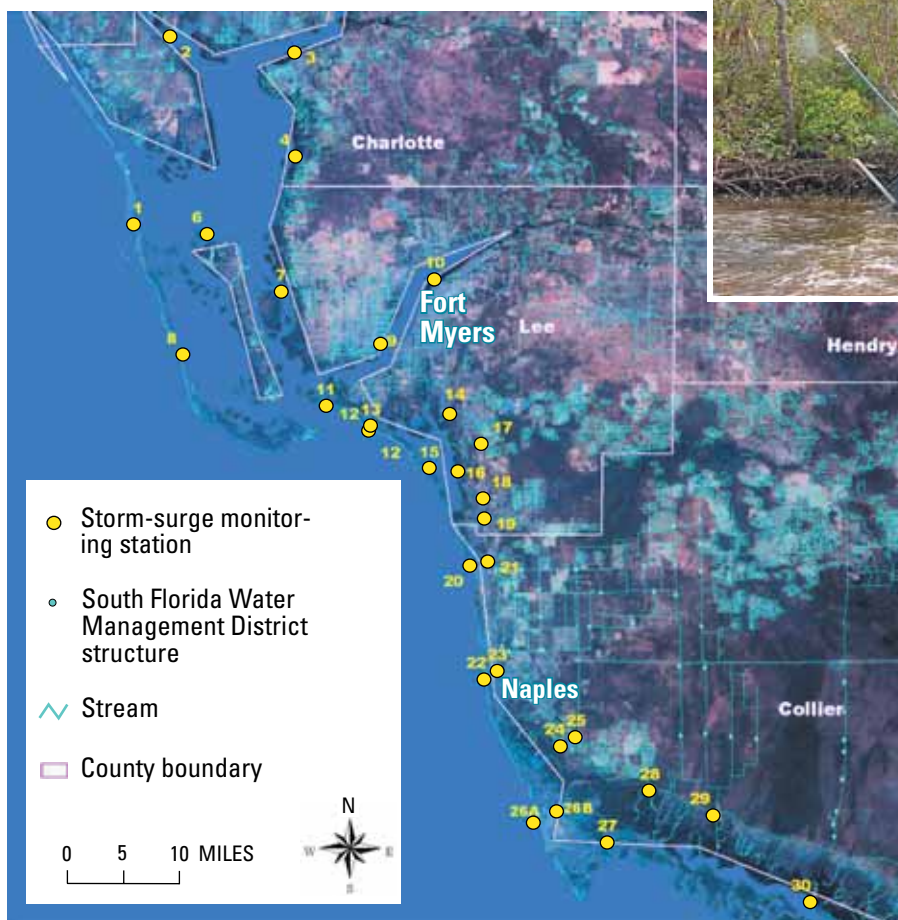 2
3
4
Charlotte
1
6
10
7
Fort
Myers
Lee
9
Hendry
8
11
14
12
13
17
12
15
16
18
19
20
21
23
22
Naples
Collier
25
24
28
29
26A
26B
27
30
Storm-surge monitor-
ing station
South Florida Water
Management District
structure
Stream
County boundary
N
W
E
S
0 5 10 MILES